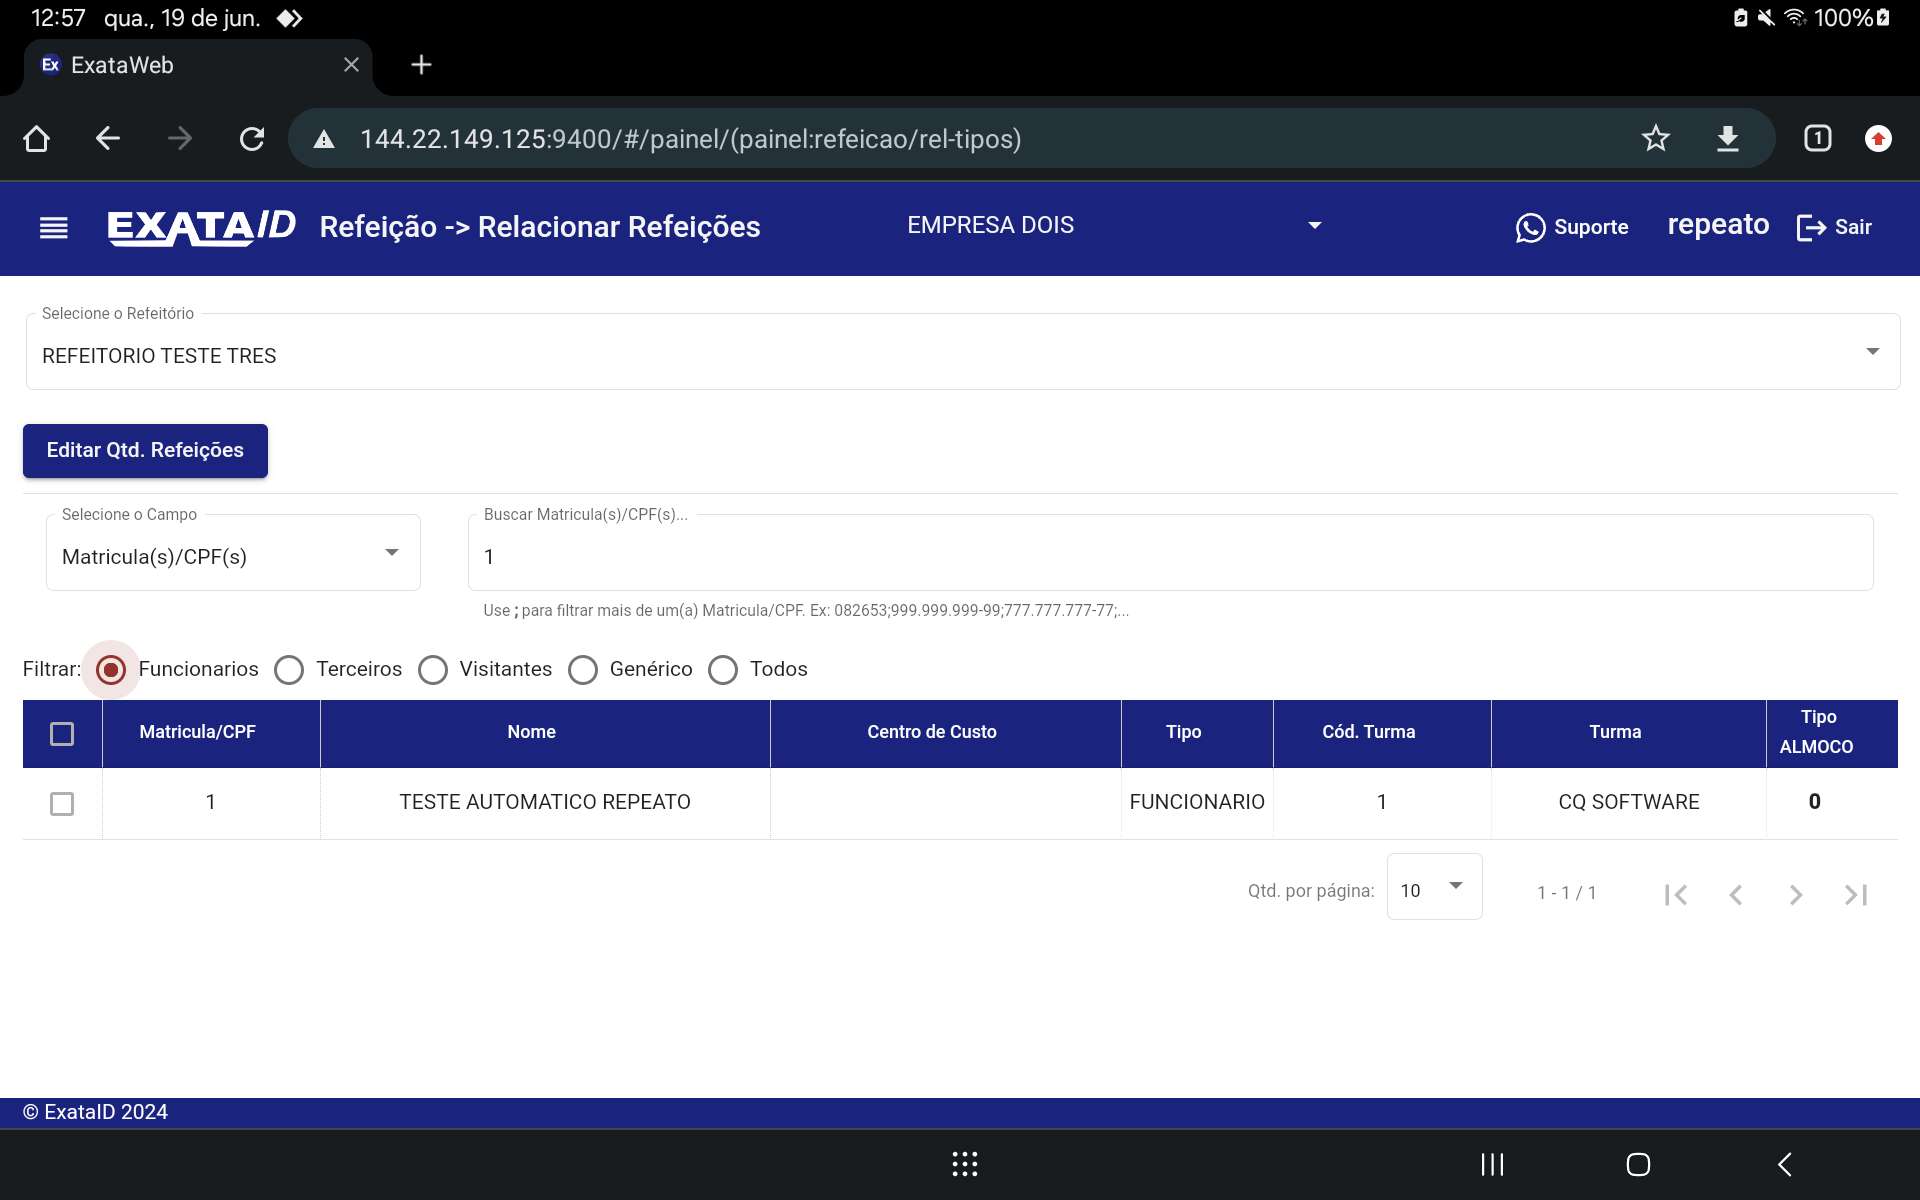 12:57 qua., 19 de jun. 100%
Ex ExataWeb
144.22.149.125:9400/#/painel/(painel:refeicao/rel-tipos) 1
EXATAID Refeição -> Relacionar Refeições EMPRESA DOIS Suporte repeato Sair
Selecione o Refeitório
REFEITORIO TESTE TRES
Editar Qtd. Refeições
Selecione o Campo Buscar Matricula(s)/CPF(s)...
Matricula(s)/CPF(s) 1
Use ; para filtrar mais de um(a) Matricula/CPF. Ex: 082653;999.999.999-99;777.777.777-77;...
Filtrar: Funcionarios Terceiros Visitantes Genérico Todos
Matricula/CPF Nome Centro de Custo Tipo Cód. Turma Turma Tipo ALMOCO
1 TESTE AUTOMATICO REPEATO FUNCIONARIO 1 CQ SOFTWARE 0
Qtd. por página: 10 1 - 1 / 1
© ExataID 2024